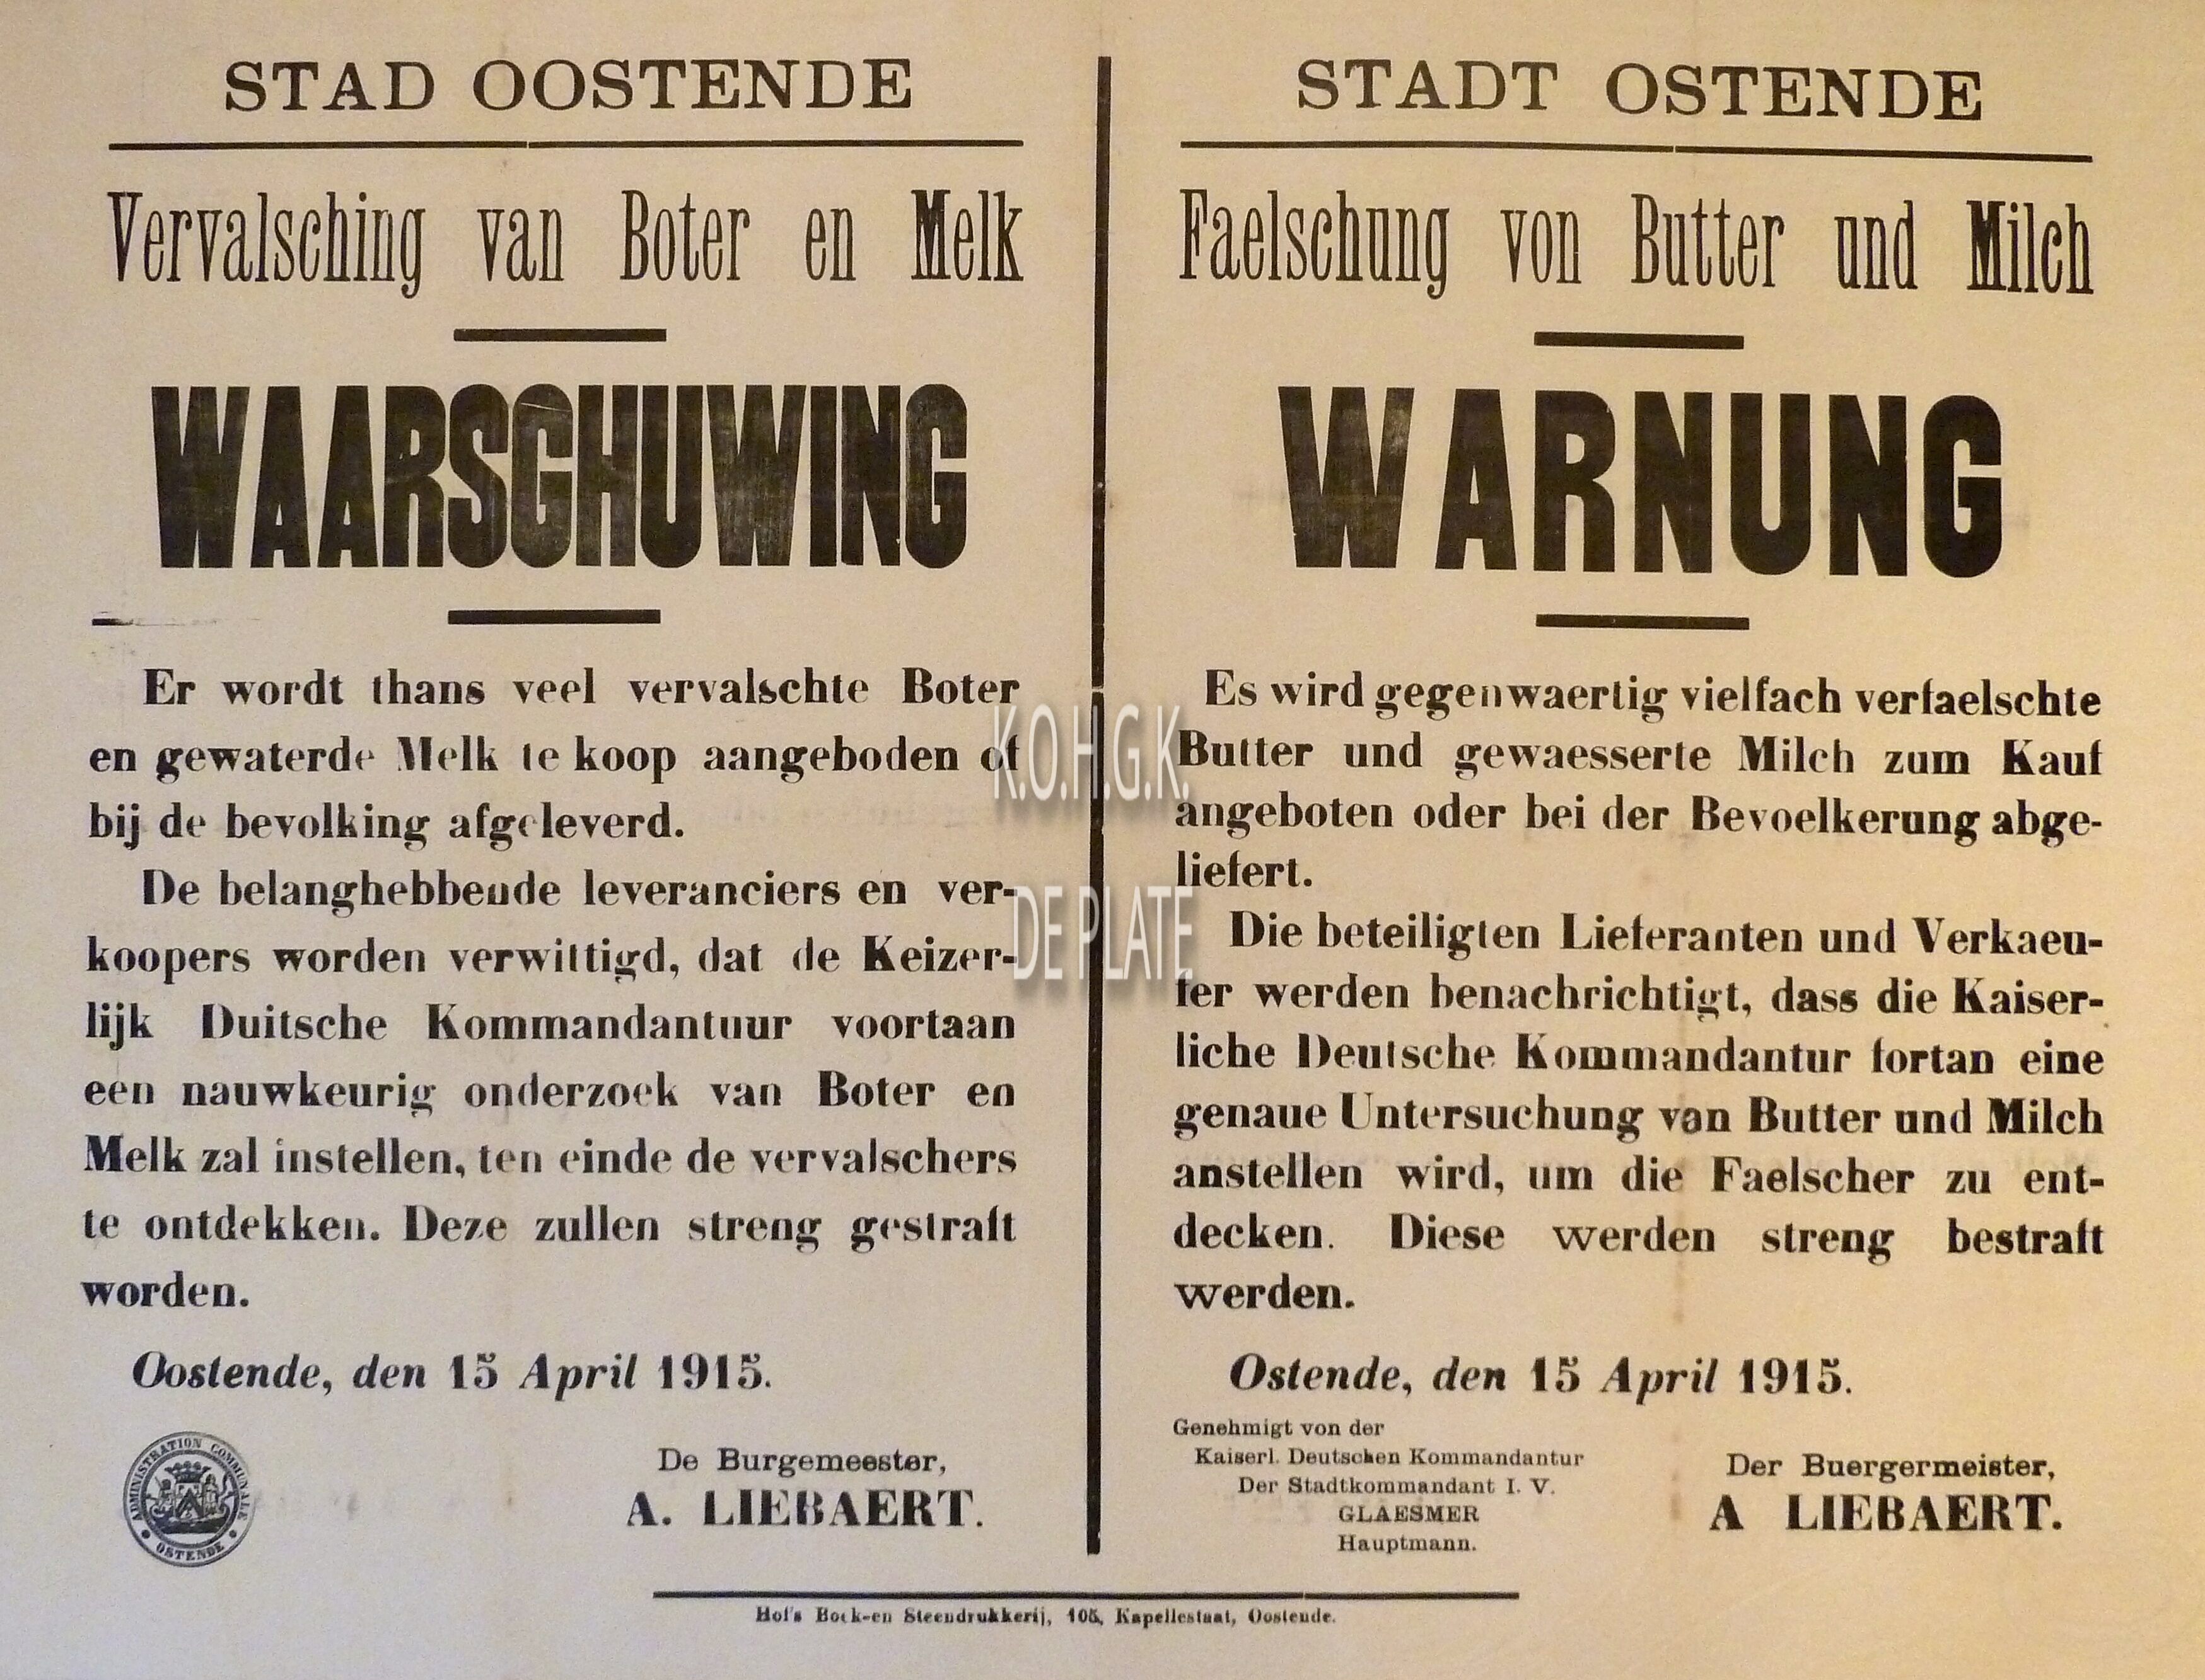 STAD OOSTENDE
Vervalsching van Boter en Melk
WAARSCHUWING
Er wordt thans veel vervalschte Boter
en gewaterde Melk te koop aangeboden of
bij de bevolking afgeleverd.
De belanghebbende leveranciers en ver-
koopers worden verwittigd, dat de Keizer-
lijk Duitsche Kommandantuur voortaan
een nauwkeurig onderzoek van Boter en
Melk zal instellen, ten einde de vervalschers
te ontdekken. Deze zullen streng gestraft
worden.
Oostende, den 15 April 1915.
ADMINISTRATION COMMUNALE
OSTENDE
De Burgemeester,
A. LIEBAERT.
STADT OSTENDE
Faelschung von Butter und Milch
WARNUNG
Es wird gegenwaertig vielfach verfaelschte
Butter und gewaesserte Milch zum Kauf
angeboten oder bei der Bevoelkerung abge-
liefert.
Die beteiligten Lieferanten und Verkaeu-
fer werden benachrichtigt, dass die Kaiser-
liche Deutsche Kommandantur fortan eine
genaue Untersuchung von Butter und Milch
anstellen wird, um die Faelscher zu ent-
decken. Diese werden streng bestraft
werden.
Ostende, den 15 April 1915.
Genehmigt von der
Kaiserl. Deutschen Kommandantur
Der Stadtkommandant I. V.
GLAESMER
Hauptmann.
Der Buergermeister,
A LIEBAERT.
Hof's Boek-en Steendrukkerij, 105, Kapellestaat, Oostende.
K.O.H.G.K.
DE PLATE